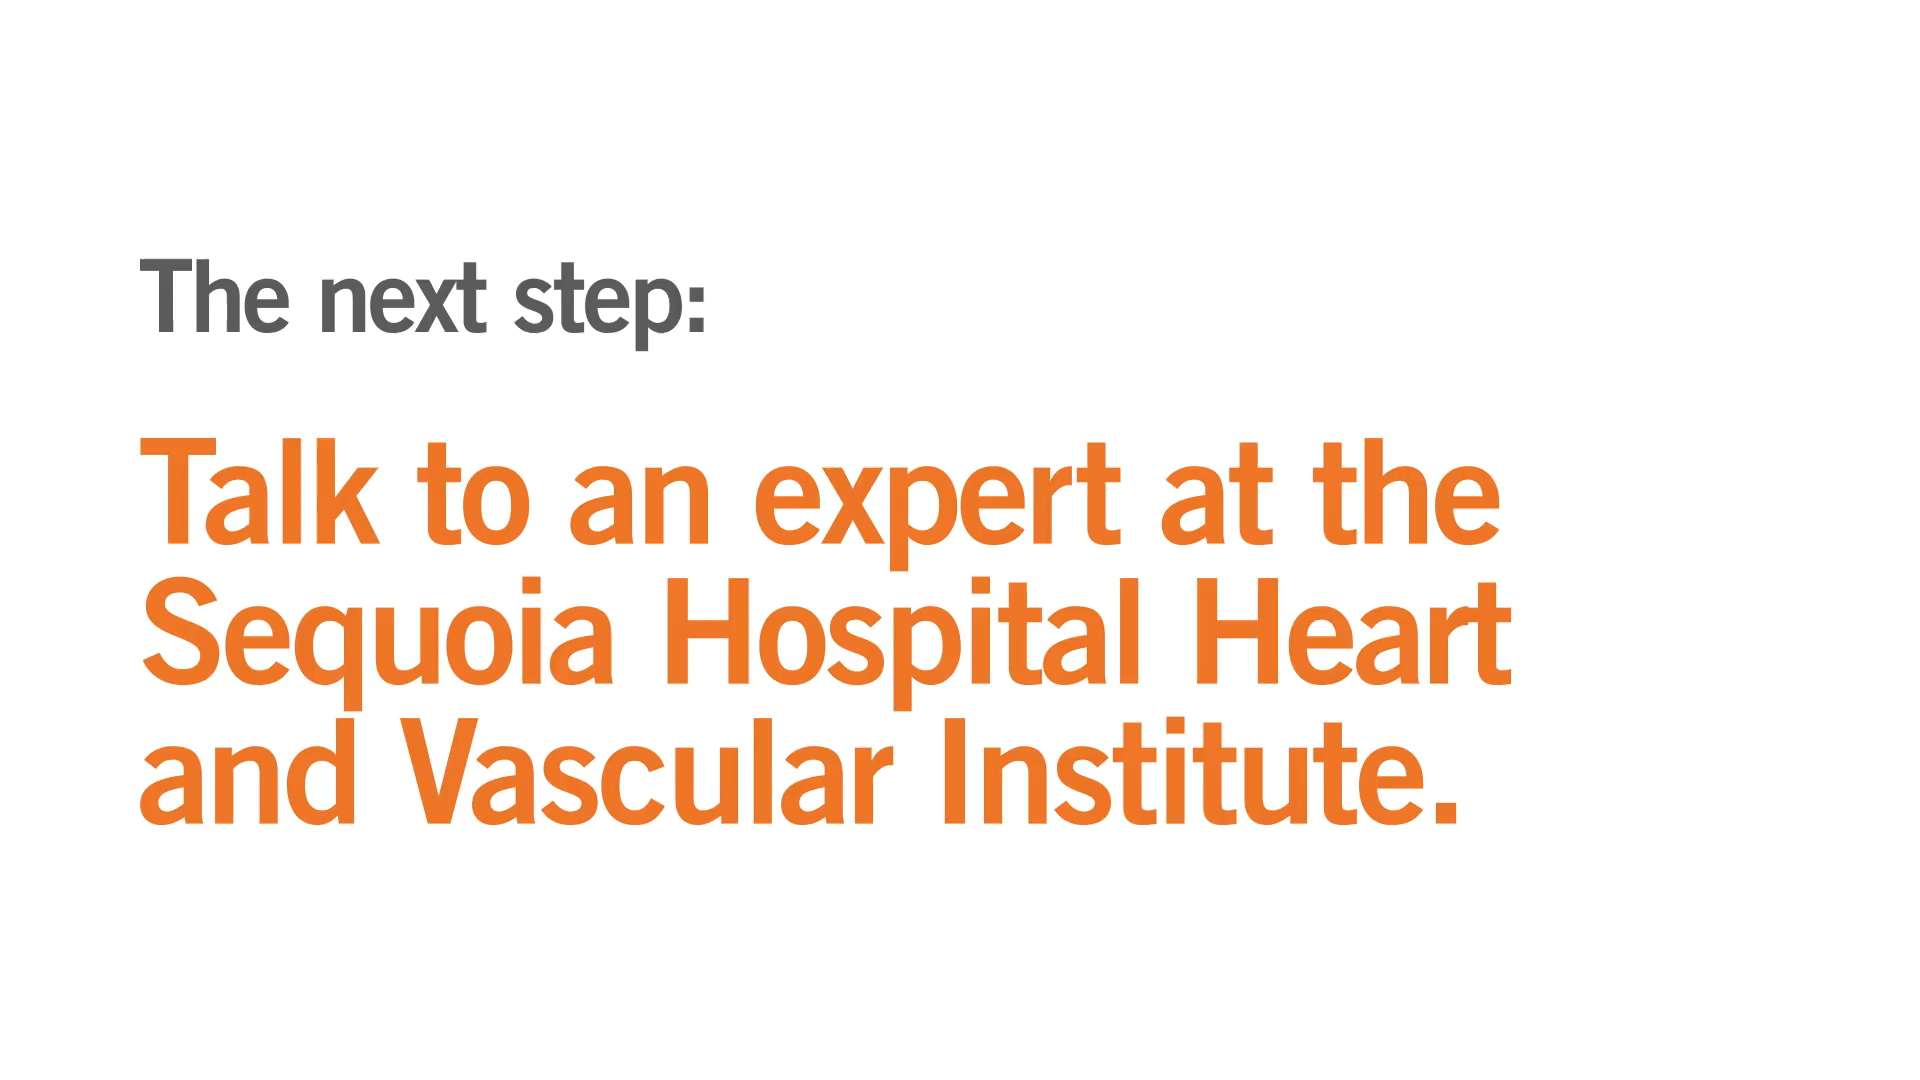 The next step:
Talk to an expert at the
Sequoia Hospital Heart
and Vascular Institute.